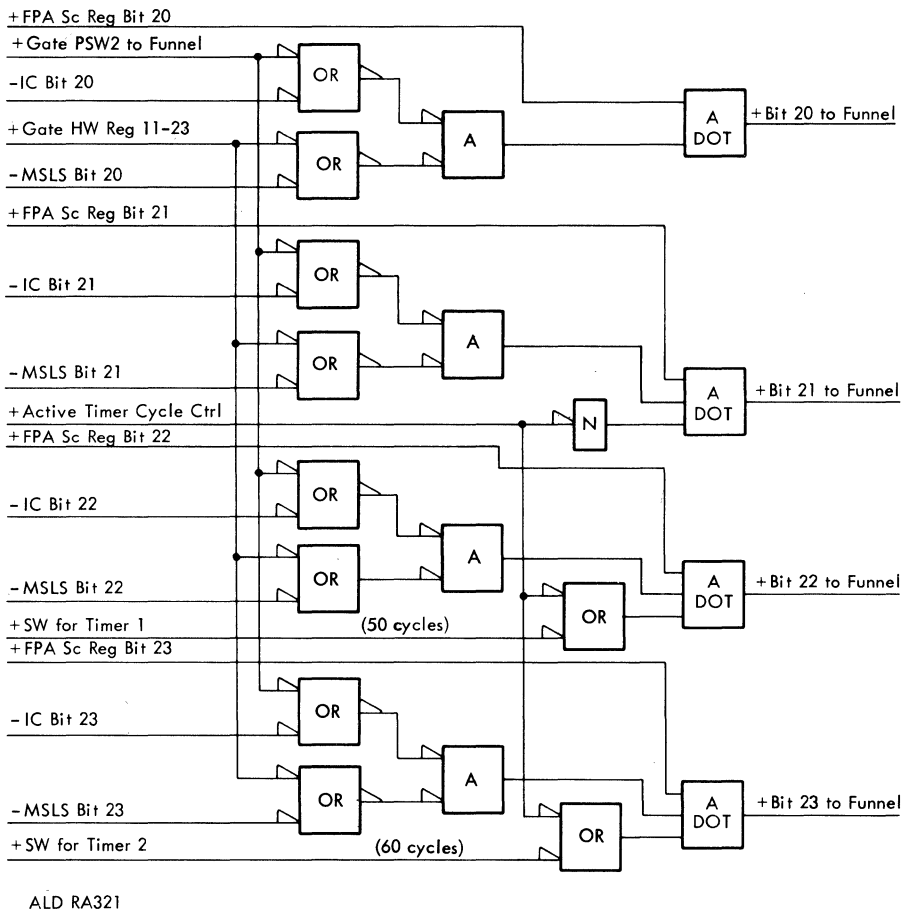 +FPA Sc Reg Bit 20
+Gate PSW2 to Funnel
OR
-IC Bit 20
A
DOT
+Bit 20 to Funnel
+Gate HW Reg 11-23
A
OR
-MSLS Bit 20
+FPA Sc Reg Bit 21
OR
-IC Bit 21
A
OR
-MSLS Bit 21
A
DOT
+Bit 21 to Funnel
+Active Timer Cycle Ctrl
N
+FPA Sc Reg Bit 22
OR
-IC Bit 22
A
OR
-MSLS Bit 22
A
DOT
+Bit 22 to Funnel
+SW for Timer 1
(50 cycles)
OR
+FPA Sc Reg Bit 23
OR
-IC Bit 23
A
OR
-MSLS Bit 23
A
DOT
+Bit 23 to Funnel
OR
+SW for Timer 2
(60 cycles)
ALD RA321